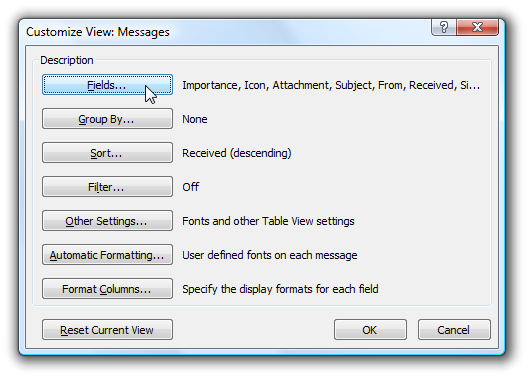 Customize View: Messages
Description
Fields... Importance, Icon, Attachment, Subject, From, Received, Si...
Group By... None
Sort... Received (descending)
Filter... Off
Other Settings... Fonts and other Table View settings
Automatic Formatting... User defined fonts on each message
Format Columns... Specify the display formats for each field
Reset Current View OK Cancel